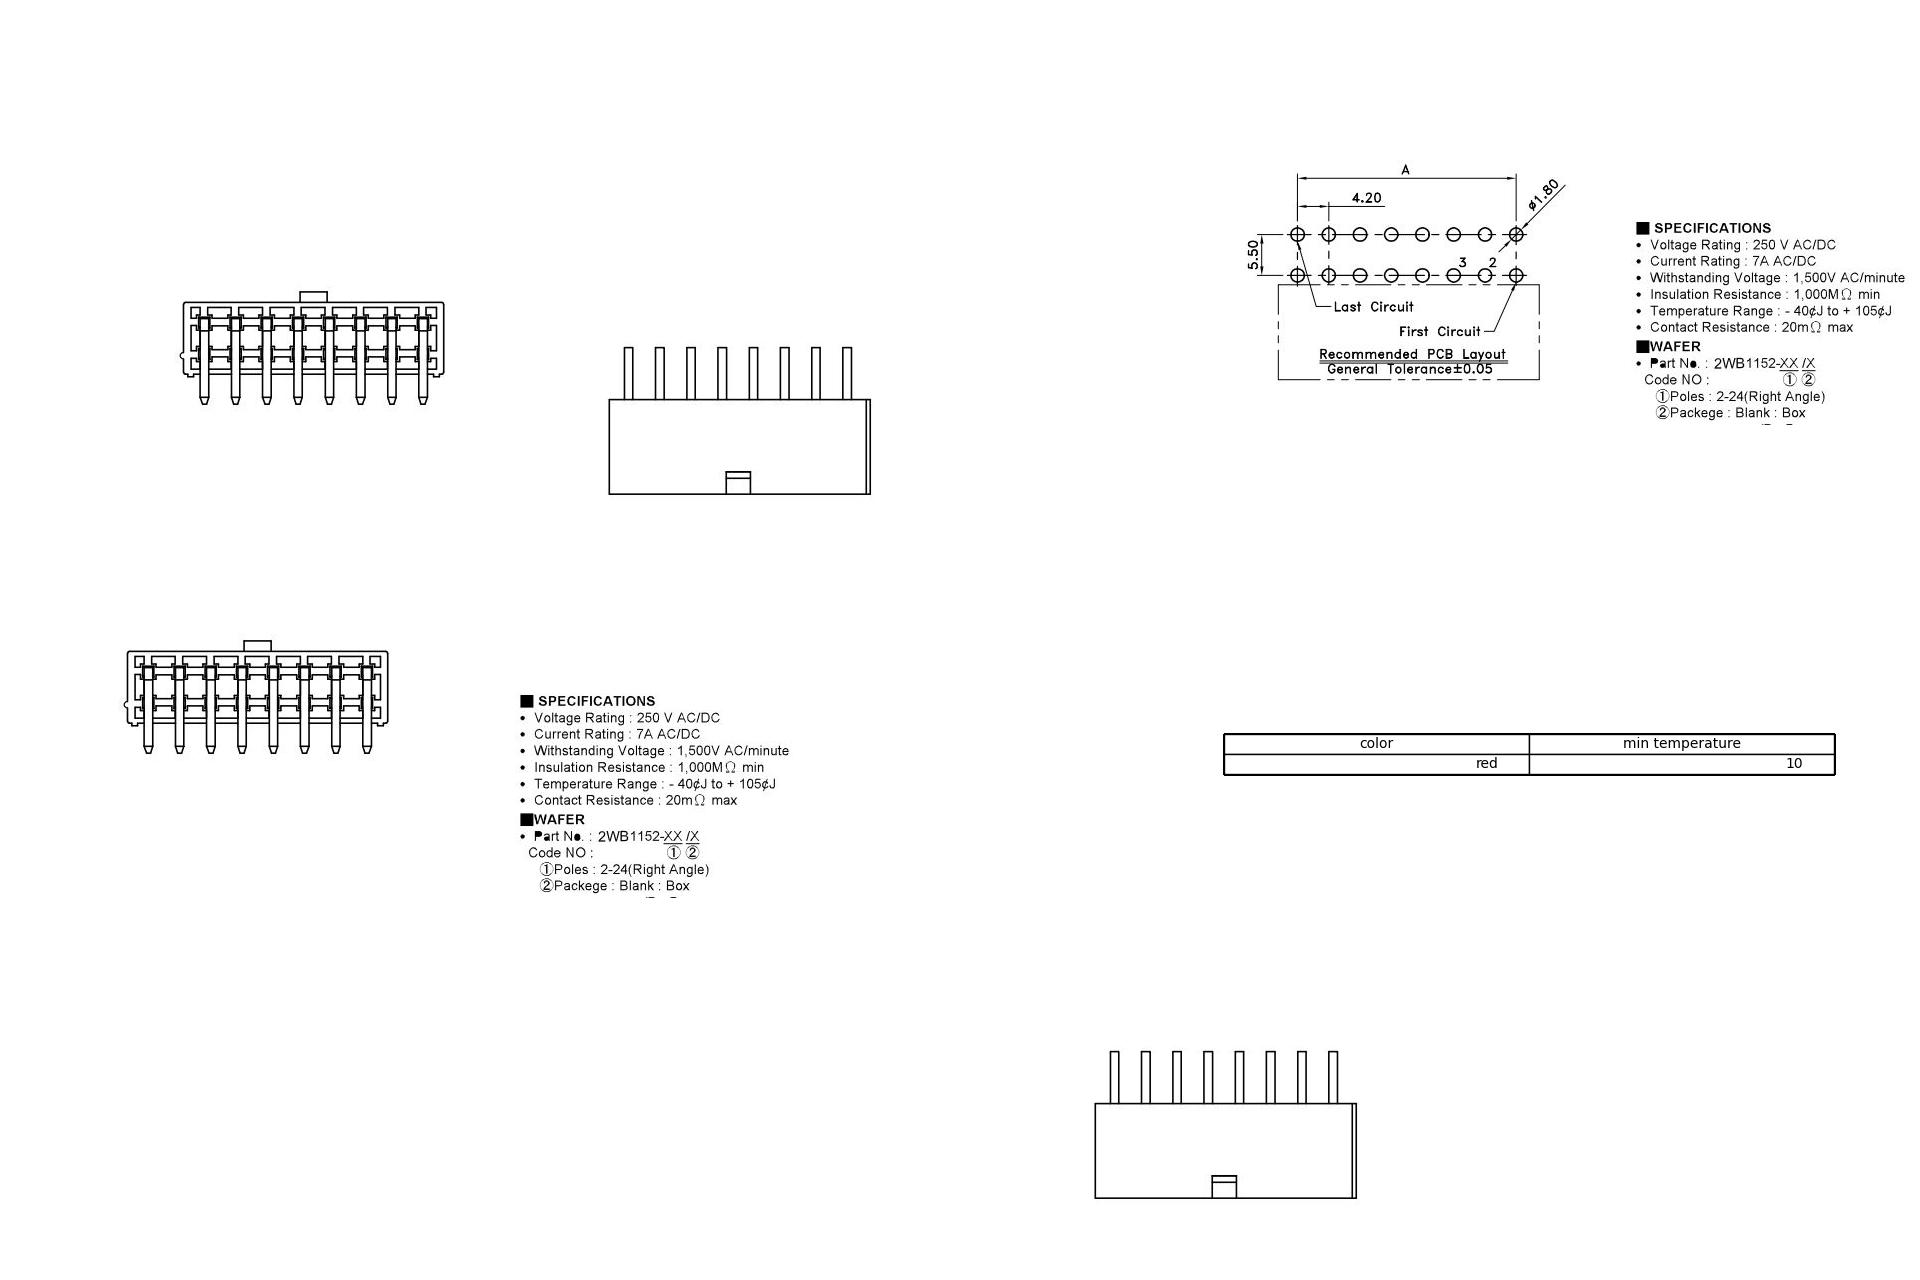 A
4.20
ø1.80
5.50
3 2
Last Circuit
First Circuit
Recommended PCB Layout
General Tolerance±0.05
■ SPECIFICATIONS
• Voltage Rating : 250 V AC/DC
• Current Rating : 7A AC/DC
• Withstanding Voltage : 1,500V AC/minute
• Insulation Resistance : 1,000MΩ min
• Temperature Range : - 40¢J to + 105¢J
• Contact Resistance : 20mΩ max
■WAFER
• Part No. : 2WB1152-XX /X
Code NO : ① ②
①Poles : 2-24(Right Angle)
②Packege : Blank : Box
■ SPECIFICATIONS
• Voltage Rating : 250 V AC/DC
• Current Rating : 7A AC/DC
• Withstanding Voltage : 1,500V AC/minute
• Insulation Resistance : 1,000MΩ min
• Temperature Range : - 40¢J to + 105¢J
• Contact Resistance : 20mΩ max
■WAFER
• Part No. : 2WB1152-XX /X
Code NO : ① ②
①Poles : 2-24(Right Angle)
②Packege : Blank : Box
color min temperature
red 10